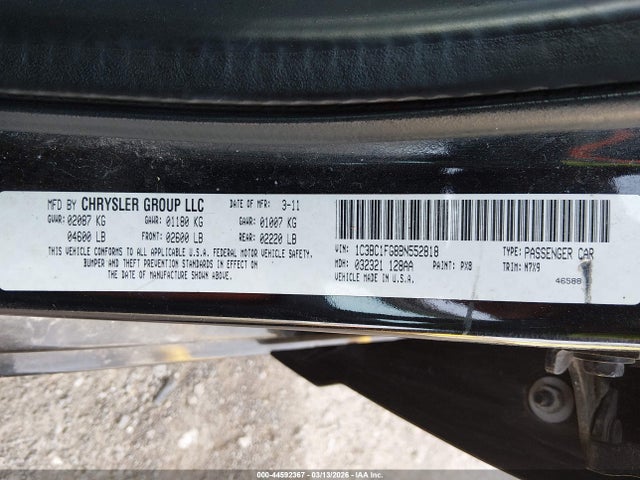 MFD BY CHRYSLER GROUP LLC DATE OF MFR: 3-11
GVWR: 02087 KG GAWR: 01180 KG GAWR: 01007 KG
04600 LB FRONT: 02600 LB REAR: 02220 LB
THIS VEHICLE CONFORMS TO ALL APPLICABLE U.S.A. FEDERAL MOTOR VEHICLE SAFETY,
BUMPER AND THEFT PREVENTION STANDARDS IN EFFECT ON
THE DATE OF MANUFACTURE SHOWN ABOVE.
VIN: 1C3BC1FG8BN552818 TYPE: PASSENGER CAR
MDH: 032321 128AA PAINT: PX8 TRIM: N7X9
VEHICLE MADE IN U.S.A.
46588
000-44592367 | 03/13/2026 - Copyright IAA, LLC